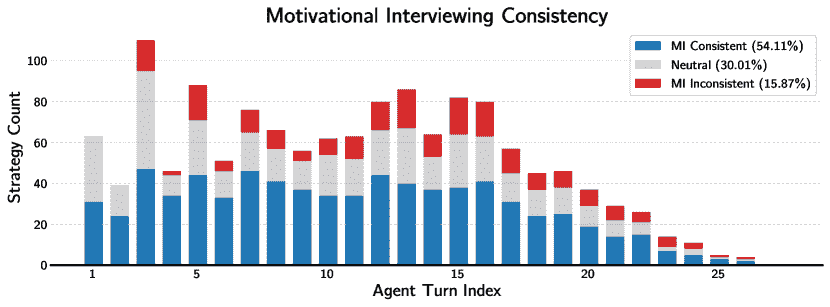 Motivational Interviewing Consistency
MI Consistent (54.11%)
Neutral (30.01%)
MI Inconsistent (15.87%)
Strategy Count
100
80
60
40
20
0
1
5
10
15
20
25
Agent Turn Index